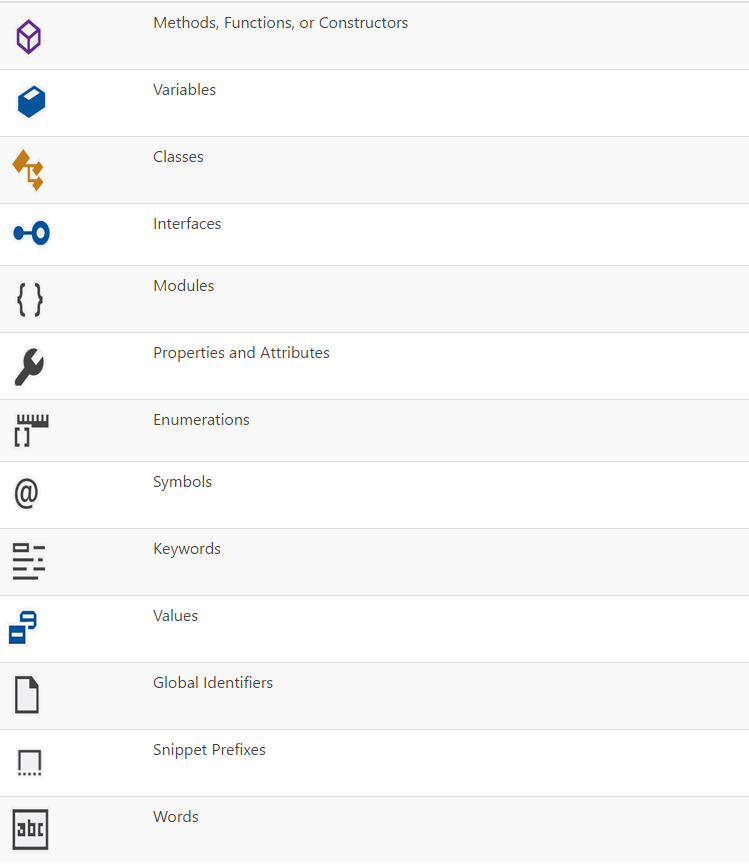 Methods, Functions, or Constructors
Variables
Classes
Interfaces
{ } Modules
Properties and Attributes
[ ] Enumerations
@ Symbols
Keywords
Values
Global Identifiers
Snippet Prefixes
abc Words